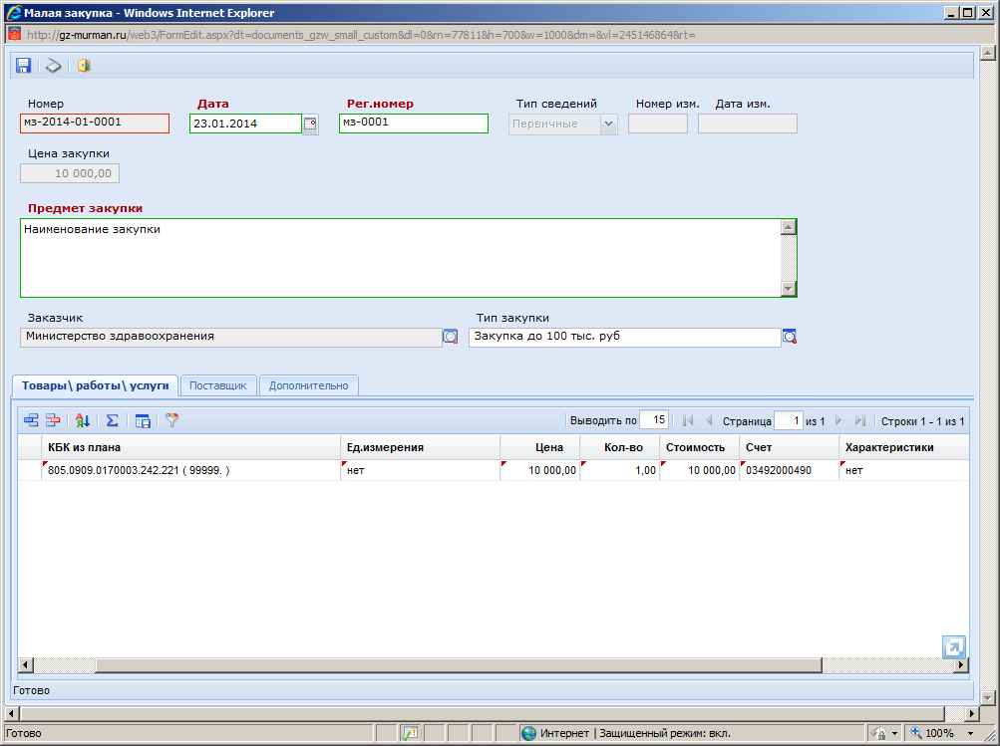 Малая закупка - Windows Internet Explorer
http://gz-murman.ru/web3/FormEdit.aspx?dt=documents_gzw_small_custom&dl=0&rn=77811&h=700&w=1000&dm=&vl=245146864&rt=
Номер Дата Рег.номер Тип сведений Номер изм. Дата изм.
мз-2014-01-0001 23.01.2014 мз-0001 Первичные
Цена закупки
10 000,00
Предмет закупки
Наименование закупки
Заказчик Тип закупки
Министерство здравоохранения Закупка до 100 тыс. руб
Товары\ работы\ услуги Поставщик Дополнительно
Выводить по 15 Страница 1 из 1 Строки 1 - 1 из 1
КБК из плана Ед.измерения Цена Кол-во Стоимость Счет Характеристики
805.0909.0170003.242.221 ( 99999. ) нет 10 000,00 1,00 10 000,00 03492000490 нет
Готово
Готово Интернет | Защищенный режим: вкл. 100%